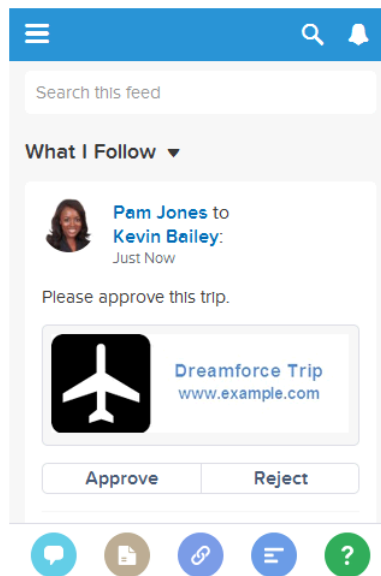 Search this feed
What I Follow
Pam Jones to
Kevin Bailey:
Just Now
Please approve this trip.
Dreamforce Trip
www.example.com
Approve Reject
?